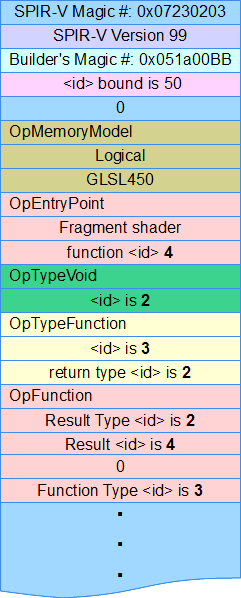 SPIR-V Magic #: 0x07230203
SPIR-V Version 99
Builder's Magic #: 0x051a00BB
<id> bound is 50
0
OpMemoryModel
Logical
GLSL450
OpEntryPoint
Fragment shader
function <id> 4
OpTypeVoid
<id> is 2
OpTypeFunction
<id> is 3
return type <id> is 2
OpFunction
Result Type <id> is 2
Result <id> is 4
0
Function Type <id> is 3
.
.
.